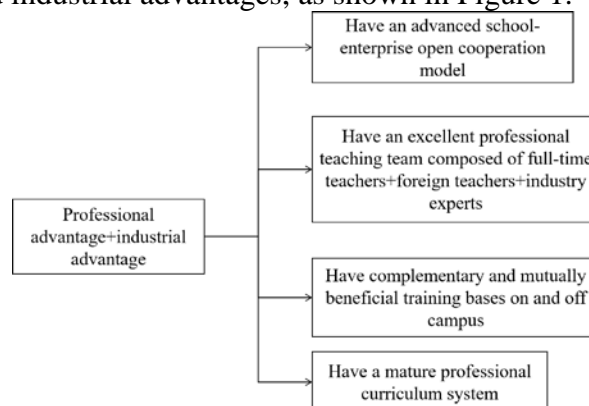 industrial advantages, as shown in Figure 1.
Have an advanced school-
enterprise open cooperation
model
Have an excellent professional
teaching team composed of full-time
teachers+foreign teachers+industry
experts
Professional
advantage+industrial
advantage
Have complementary and mutually
beneficial training bases on and off
campus
Have a mature professional
curriculum system